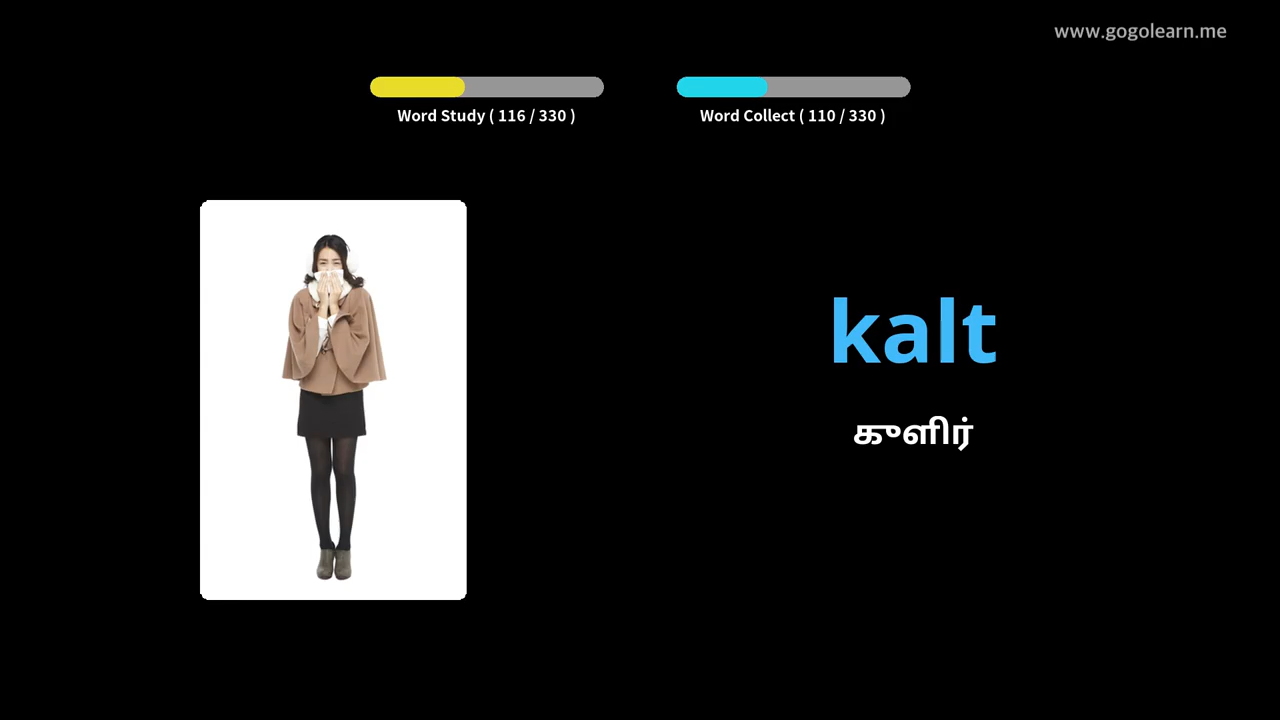 www.gogolearn.me
Word Study ( 116 / 330 )
Word Collect ( 110 / 330 )
kalt
குளிர்